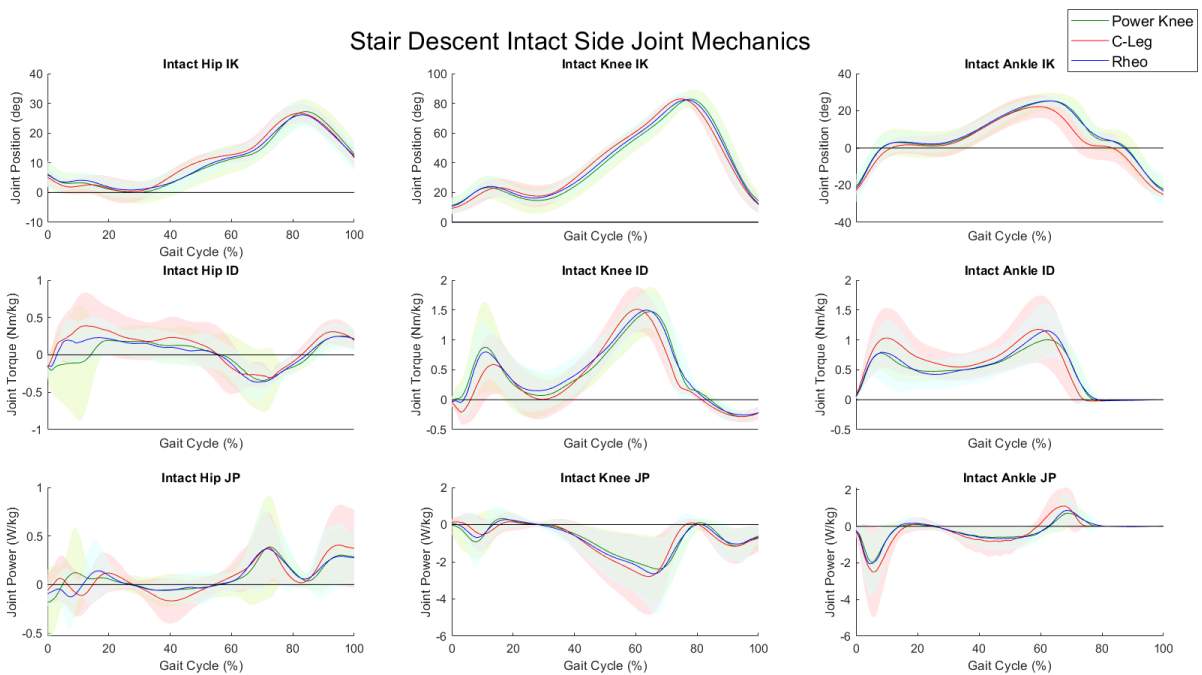 Stair Descent Intact Side Joint Mechanics
Power Knee
C-Leg
Rheo
Intact Hip IK
Joint Position (deg)
40
30
20
10
0
-10
0 20 40 60 80 100
Gait Cycle (%)
Intact Knee IK
Joint Position (deg)
100
80
60
40
20
0
Gait Cycle (%)
Intact Ankle IK
Joint Position (deg)
40
20
0
-20
-40
Gait Cycle (%)
Intact Hip ID
Joint Torque (Nm/kg)
1
0.5
0
-0.5
-1
Gait Cycle (%)
Intact Knee ID
Joint Torque (Nm/kg)
2
1.5
1
0.5
0
-0.5
Gait Cycle (%)
Intact Ankle ID
Joint Torque (Nm/kg)
2
1.5
1
0.5
0
-0.5
Gait Cycle (%)
Intact Hip JP
Joint Power (W/kg)
1
0.5
0
-0.5
0 20 40 60 80 100
Gait Cycle (%)
Intact Knee JP
Joint Power (W/kg)
2
0
-2
-4
-6
0 20 40 60 80 100
Gait Cycle (%)
Intact Ankle JP
Joint Power (W/kg)
2
0
-2
-4
-6
0 20 40 60 80 100
Gait Cycle (%)